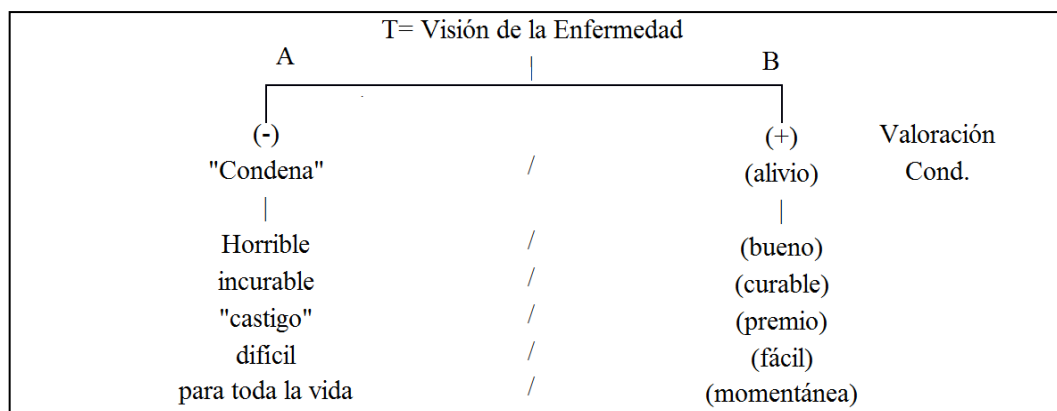 T= Visión de la Enfermedad
A | B
(-) (+) Valoración
"Condena" / (alivio) Cond.
| |
Horrible / (bueno)
incurable / (curable)
"castigo" / (premio)
difícil / (fácil)
para toda la vida / (momentánea)